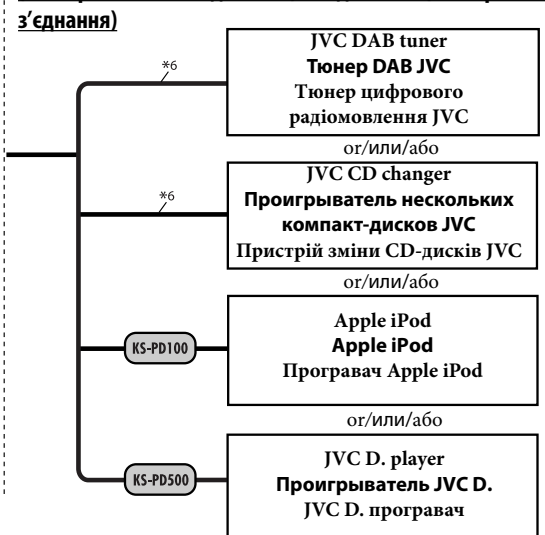 з’єднання)
JVC DAB tuner
*6
Тюнер DAB JVC
Тюнер цифрового
радіомовлення JVC
or/или/або
JVC CD changer
*6
Проигрыватель нескольких
компакт-дисков JVC
Пристрій зміни CD-дисків JVC
or/или/або
Apple iPod
KS-PD100
Apple iPod
Програвач Apple iPod
or/или/або
JVC D. player
KS-PD500
Проигрыватель JVC D.
JVC D. програвач